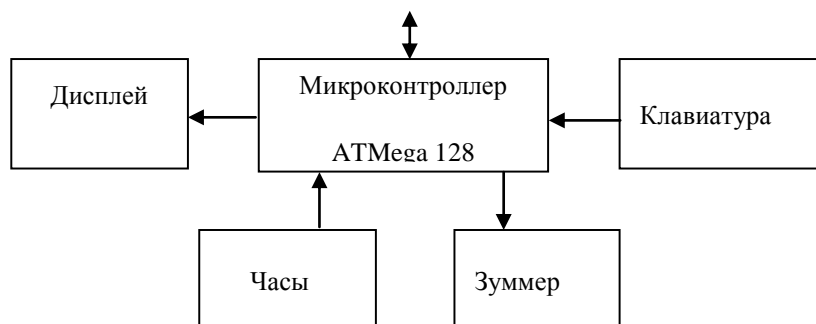 Дисплей
Микроконтроллер
ATMega 128
Клавиатура
Часы
Зуммер